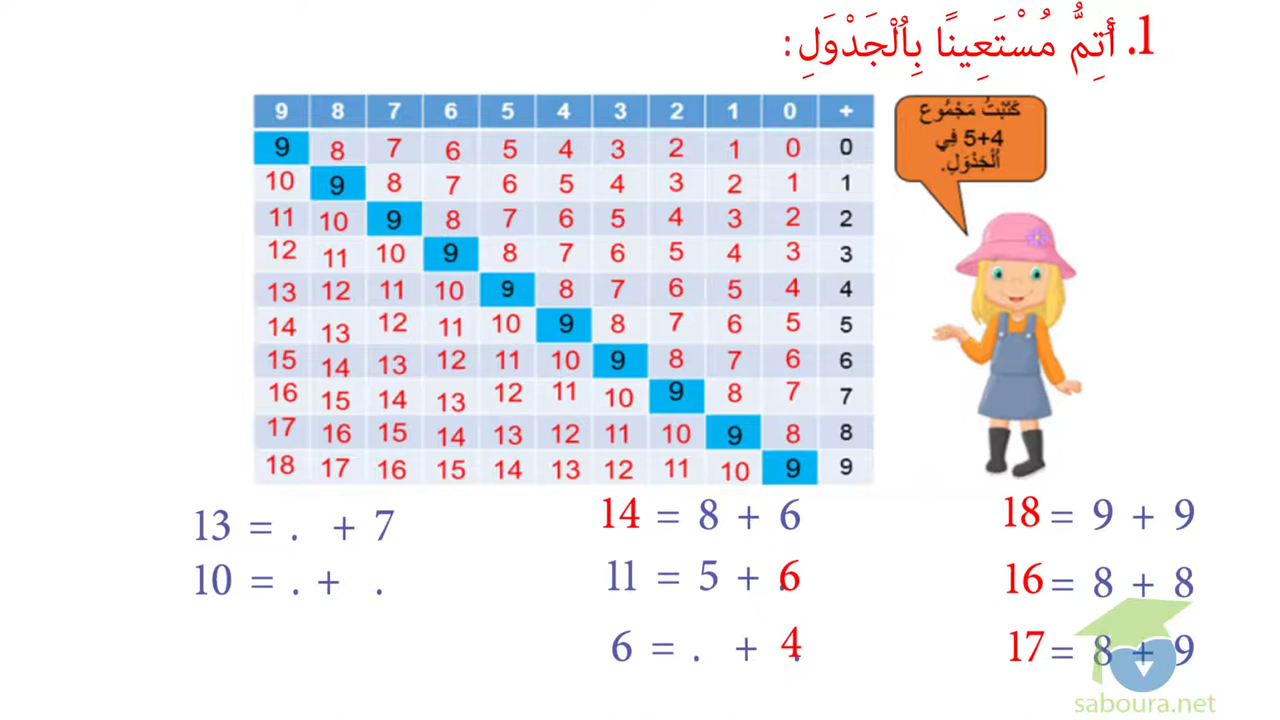 1. أُتِمُّ مُسْتَعِينًا بِٱلْجَدْوَلِ:
كَتَبْتُ مَجْمُوع
5+4 فِي
ٱلْجَدْوَلِ.
9 8 7 6 5 4 3 2 1 0 +
9 8 7 6 5 4 3 2 1 0 0
10 9 8 7 6 5 4 3 2 1 1
11 10 9 8 7 6 5 4 3 2 2
12 11 10 9 8 7 6 5 4 3 3
13 12 11 10 9 8 7 6 5 4 4
14 13 12 11 10 9 8 7 6 5 5
15 14 13 12 11 10 9 8 7 6 6
16 15 14 13 12 11 10 9 8 7 7
17 16 15 14 13 12 11 10 9 8 8
18 17 16 15 14 13 12 11 10 9 9
18 = 9 + 9
16 = 8 + 8
17 = 8 + 9
14 = 8 + 6
11 = 5 + 6
6 = . + 4
13 = . + 7
10 = . + .
saboura.net